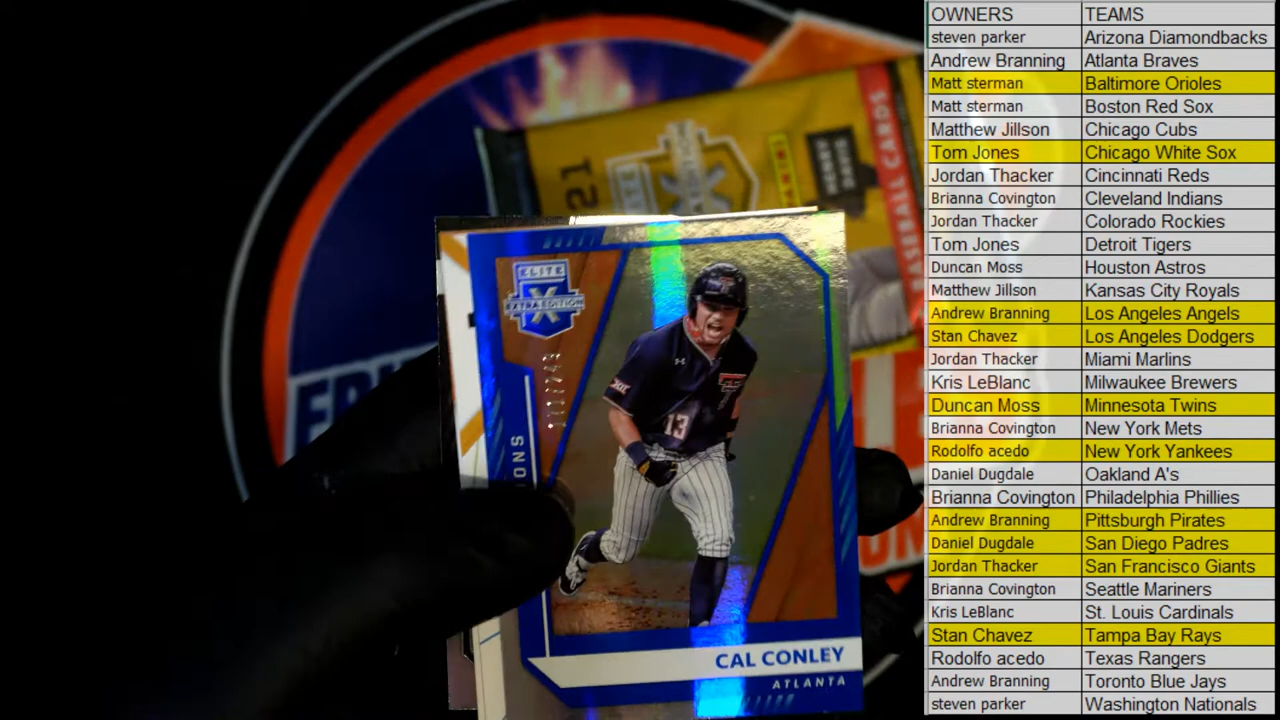 OWNERS TEAMS
steven parker Arizona Diamondbacks
Andrew Branning Atlanta Braves
Matt sterman Baltimore Orioles
Matt sterman Boston Red Sox
Matthew Jillson Chicago Cubs
Tom Jones Chicago White Sox
Jordan Thacker Cincinnati Reds
Brianna Covington Cleveland Indians
Jordan Thacker Colorado Rockies
Tom Jones Detroit Tigers
Duncan Moss Houston Astros
Matthew Jillson Kansas City Royals
Andrew Branning Los Angeles Angels
Stan Chavez Los Angeles Dodgers
Jordan Thacker Miami Marlins
Kris LeBlanc Milwaukee Brewers
Duncan Moss Minnesota Twins
Brianna Covington New York Mets
Rodolfo acedo New York Yankees
Daniel Dugdale Oakland A's
Brianna Covington Philadelphia Phillies
Andrew Branning Pittsburgh Pirates
Daniel Dugdale San Diego Padres
Jordan Thacker San Francisco Giants
Brianna Covington Seattle Mariners
Kris LeBlanc St. Louis Cardinals
Stan Chavez Tampa Bay Rays
Rodolfo acedo Texas Rangers
Andrew Branning Toronto Blue Jays
steven parker Washington Nationals
21
PANINI
HENRY
DAVIS
BASEBALL CARDS
ELITE
X
EXTRA EDITION
13
CAL CONLEY
ATLANTA